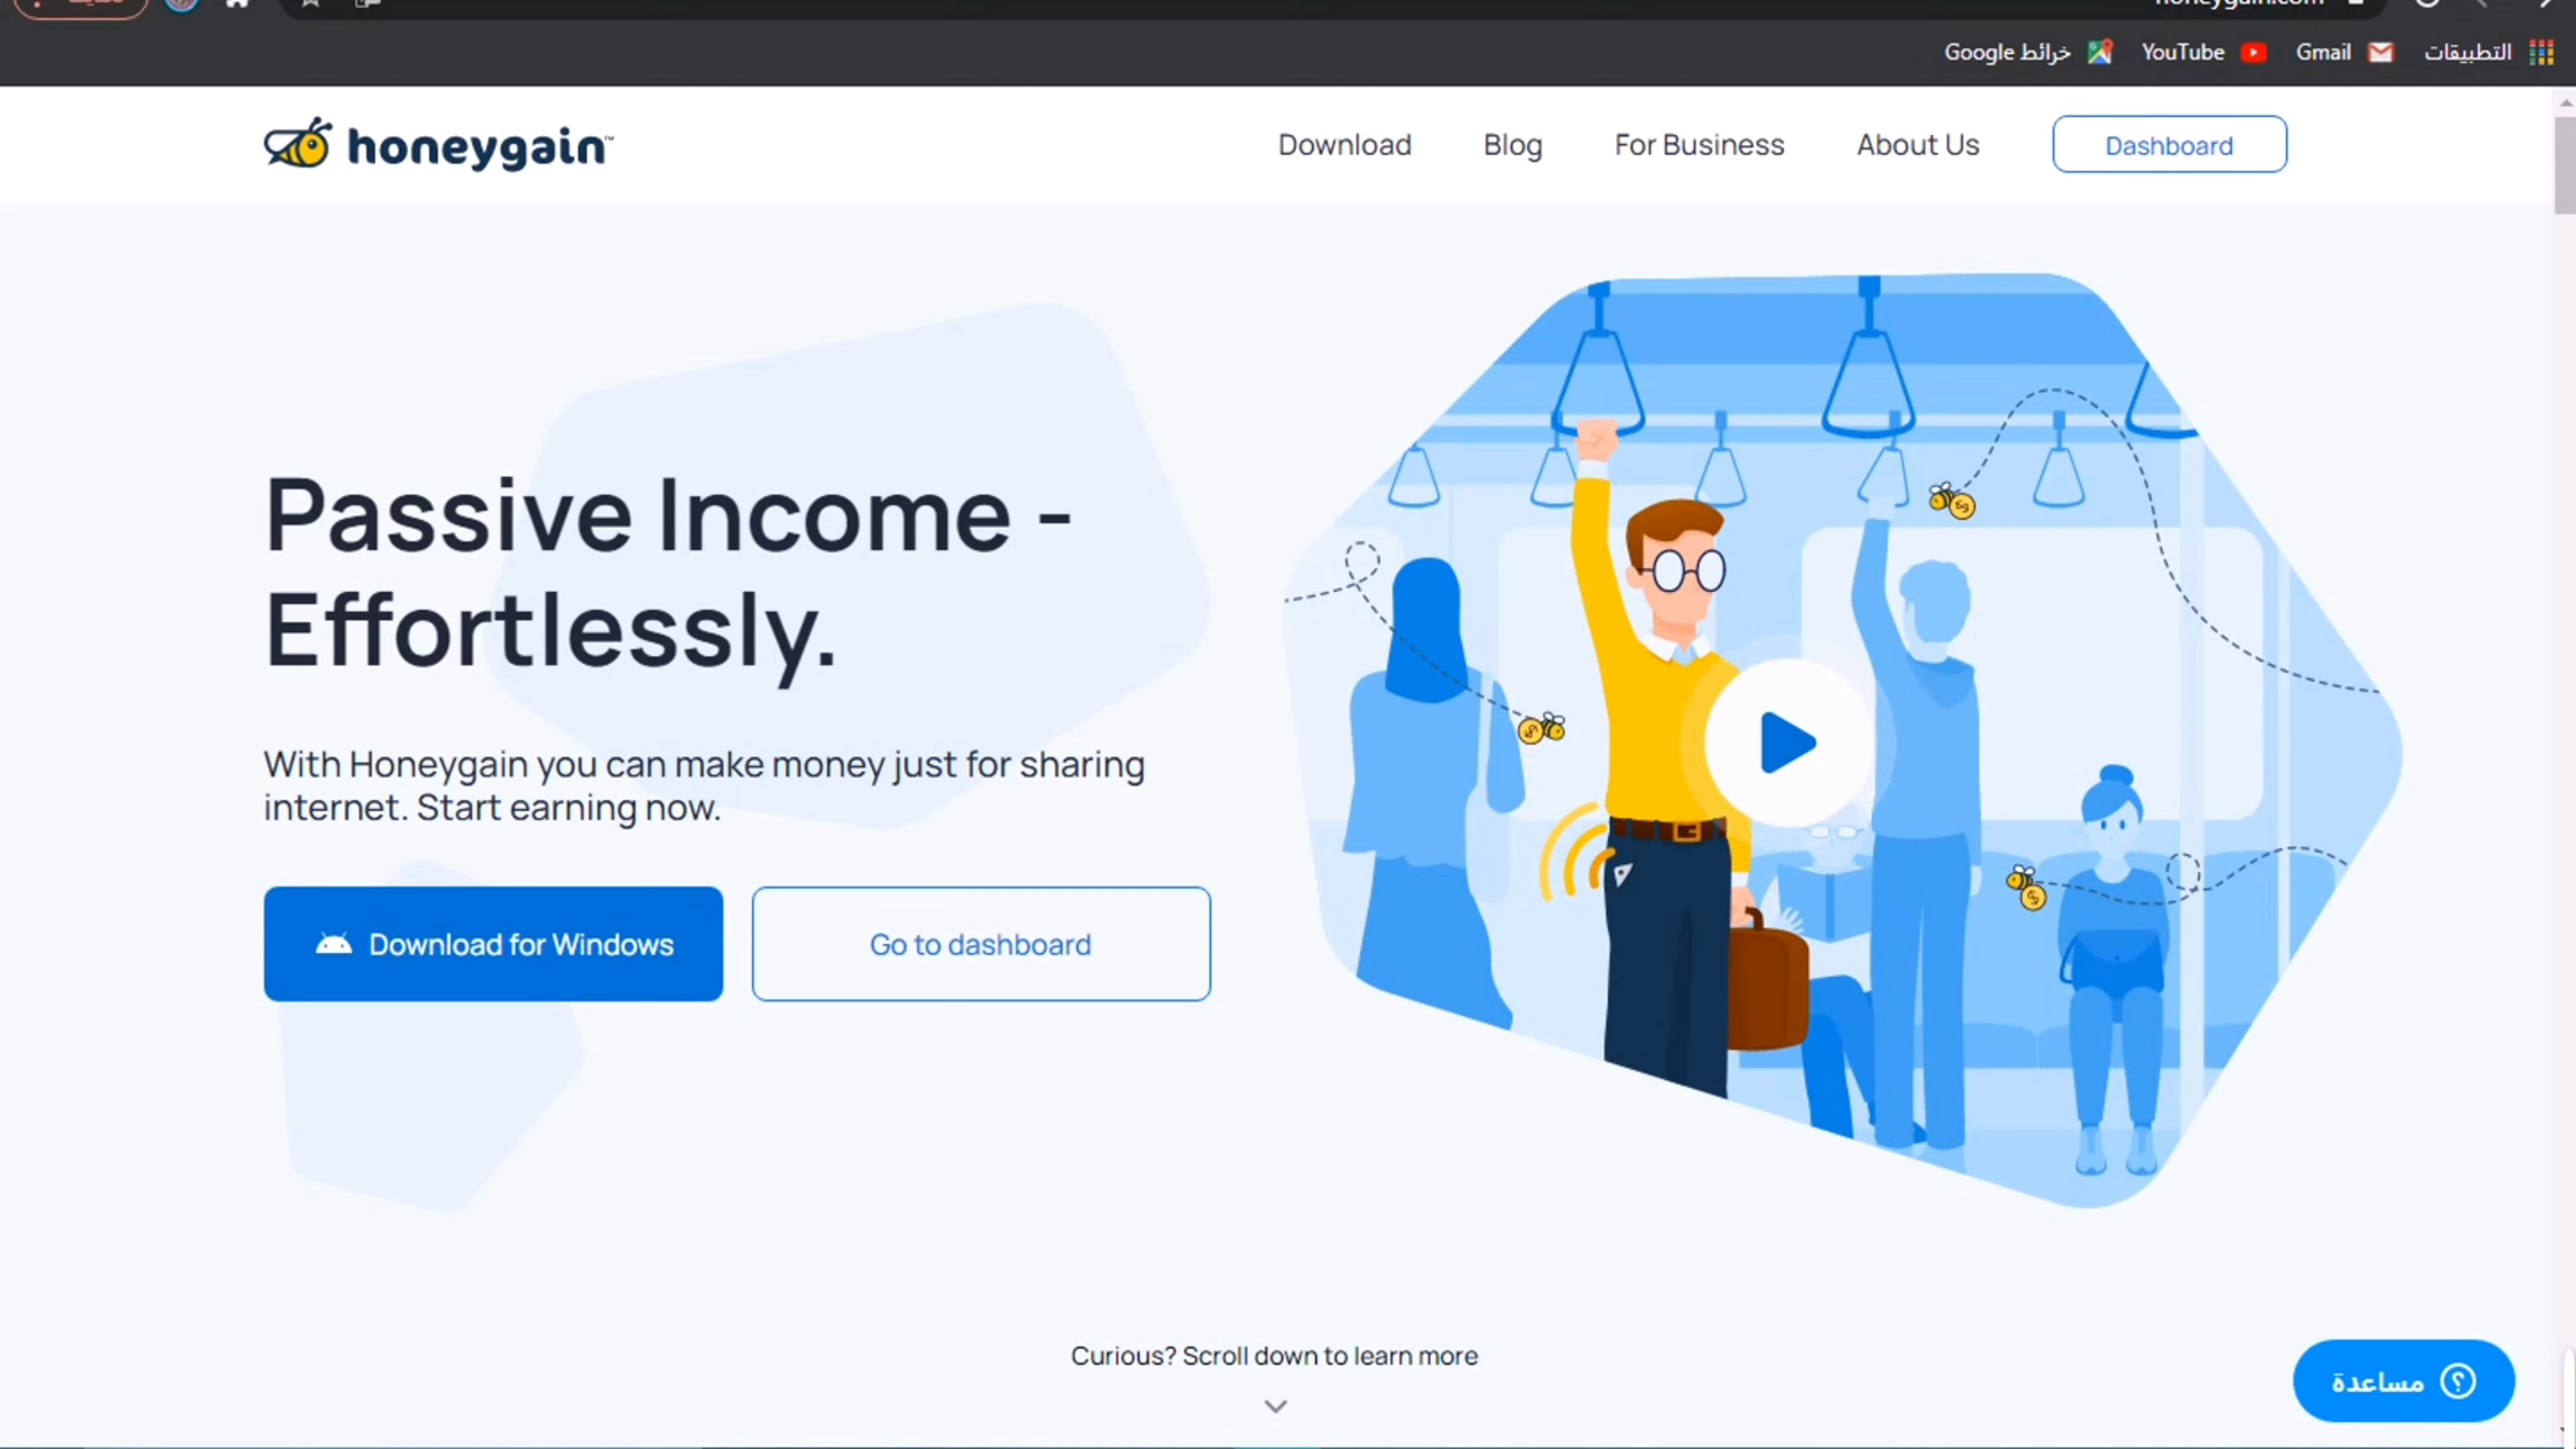 honeygain.com
خرائط Google
YouTube
Gmail
التطبيقات
honeygain™
Download
Blog
For Business
About Us
Dashboard
Passive Income -
Effortlessly.
With Honeygain you can make money just for sharing
internet. Start earning now.
Download for Windows
Go to dashboard
Curious? Scroll down to learn more
مساعدة